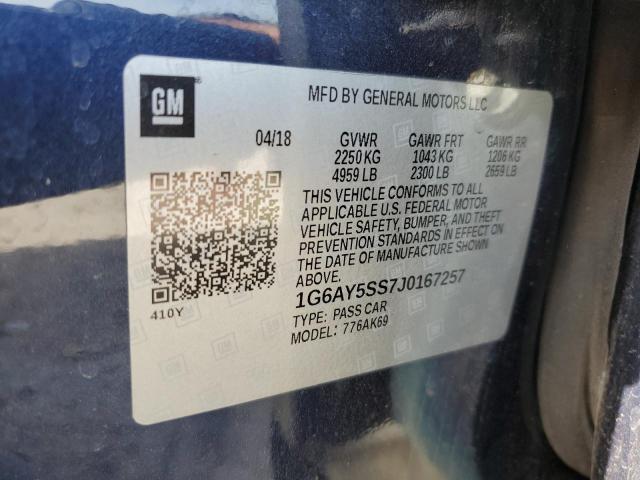 GM
MFD BY GENERAL MOTORS LLC
04/18 GVWR GAWR FRT GAWR RR
2250 KG 1043 KG 1206 KG
4959 LB 2300 LB 2659 LB
THIS VEHICLE CONFORMS TO ALL
APPLICABLE U.S. FEDERAL MOTOR
VEHICLE SAFETY, BUMPER, AND THEFT
PREVENTION STANDARDS IN EFFECT ON
THE DATE OF MANUFACTURE SHOWN
ABOVE.
1G6AY5SS7J0167257
410Y TYPE: PASS CAR
MODEL: 776AK69